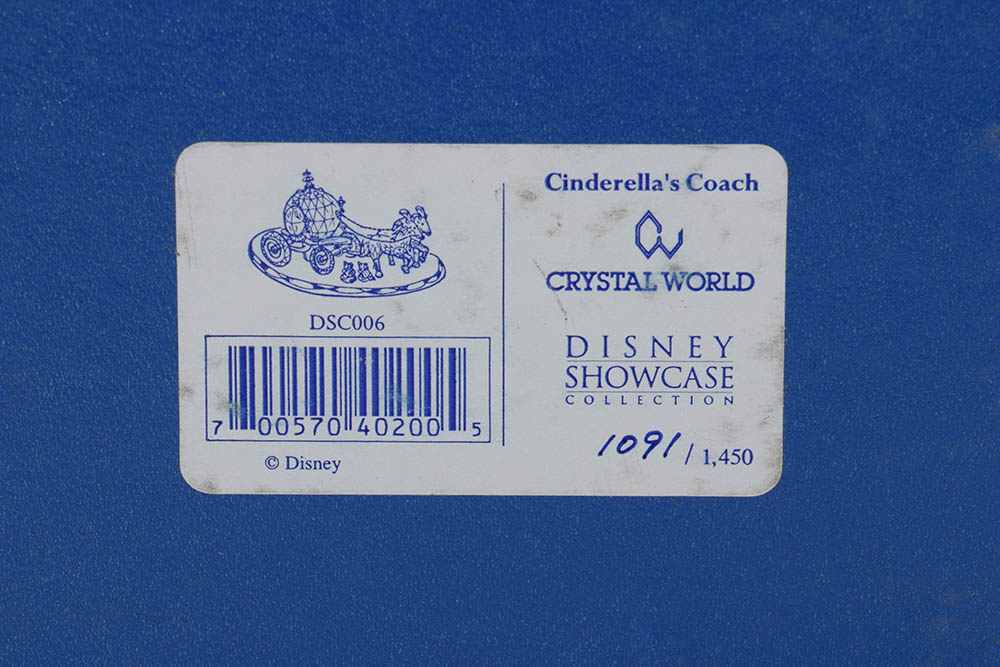 DSC006
7 00570 40200 5
© Disney
Cinderella's Coach
CRYSTAL WORLD
DISNEY
SHOWCASE
COLLECTION
1091 / 1,450